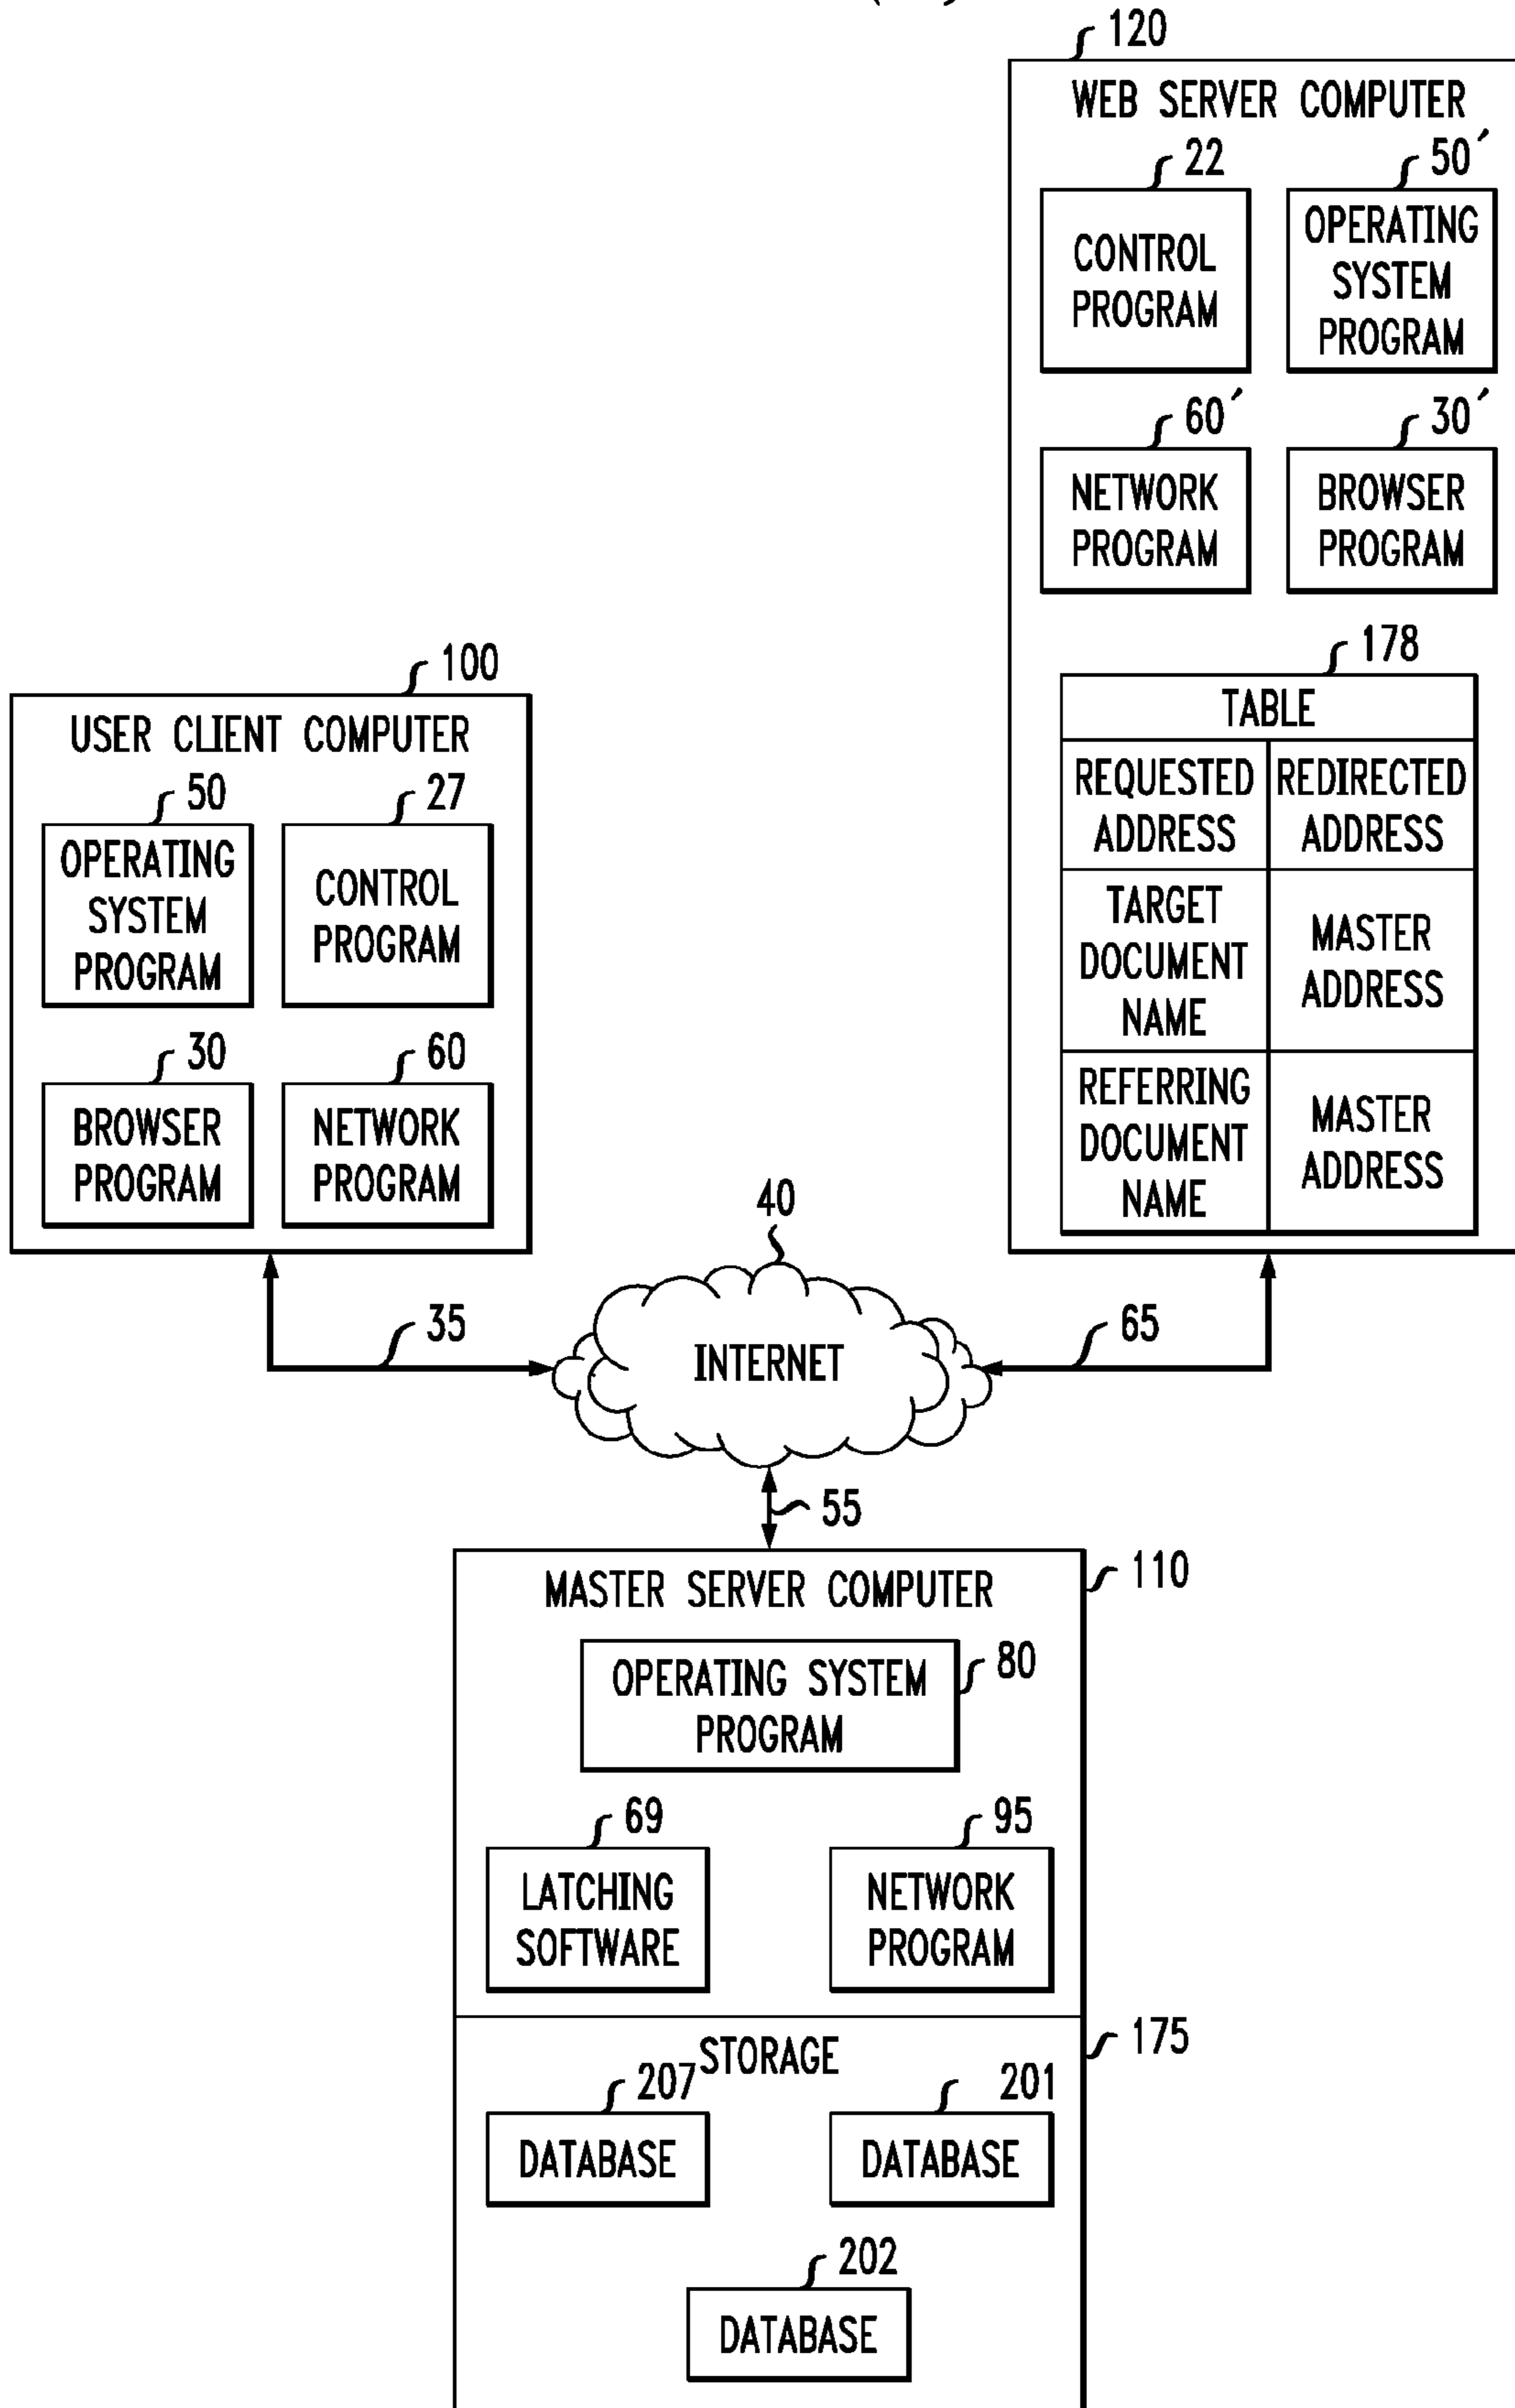 120
WEB SERVER COMPUTER
22
50′
CONTROL
PROGRAM
OPERATING
SYSTEM
PROGRAM
60′
30′
NETWORK
PROGRAM
BROWSER
PROGRAM
178
TABLE
REQUESTED
ADDRESS
REDIRECTED
ADDRESS
TARGET
DOCUMENT
NAME
MASTER
ADDRESS
REFERRING
DOCUMENT
NAME
MASTER
ADDRESS
100
USER CLIENT COMPUTER
50
27
OPERATING
SYSTEM
PROGRAM
CONTROL
PROGRAM
30
60
BROWSER
PROGRAM
NETWORK
PROGRAM
40
35
INTERNET
65
55
110
MASTER SERVER COMPUTER
80
OPERATING SYSTEM
PROGRAM
69
95
LATCHING
SOFTWARE
NETWORK
PROGRAM
175
STORAGE
207
201
DATABASE
DATABASE
202
DATABASE